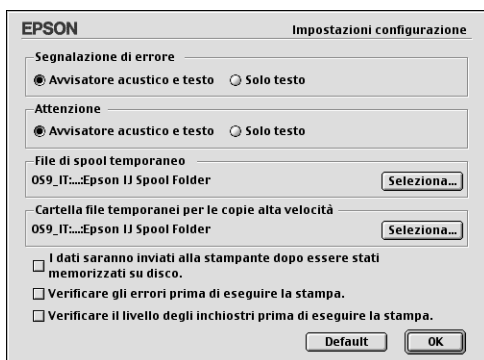 EPSON Impostazioni configurazione
Segnalazione di errore
Avvisatore acustico e testo Solo testo
Attenzione
Avvisatore acustico e testo Solo testo
File di spool temporaneo
OS9_IT:...:Epson IJ Spool Folder Seleziona...
Cartella file temporanei per le copie alta velocità
OS9_IT:...:Epson IJ Spool Folder Seleziona...
I dati saranno inviati alla stampante dopo essere stati
memorizzati su disco.
Verificare gli errori prima di eseguire la stampa.
Verificare il livello degli inchiostri prima di eseguire la stampa.
Default OK